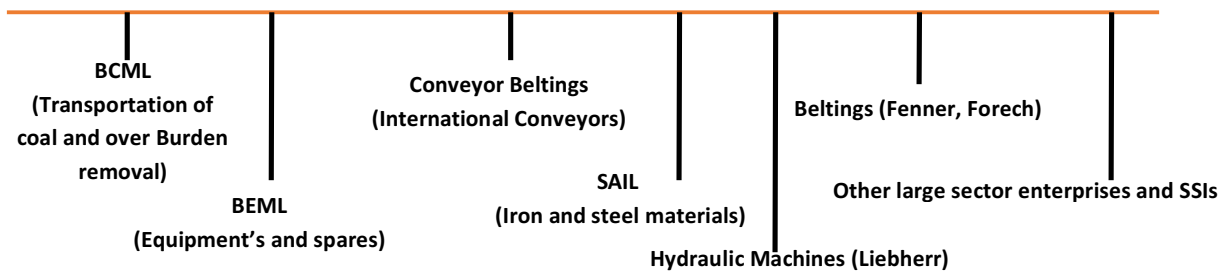 BCML
(Transportation of
coal and over Burden
removal)
BEML
(Equipment's and spares)
Conveyor Beltings
(International Conveyors)
SAIL
(Iron and steel materials)
Hydraulic Machines (Liebherr)
Beltings (Fenner, Forech)
Other large sector enterprises and SSIs